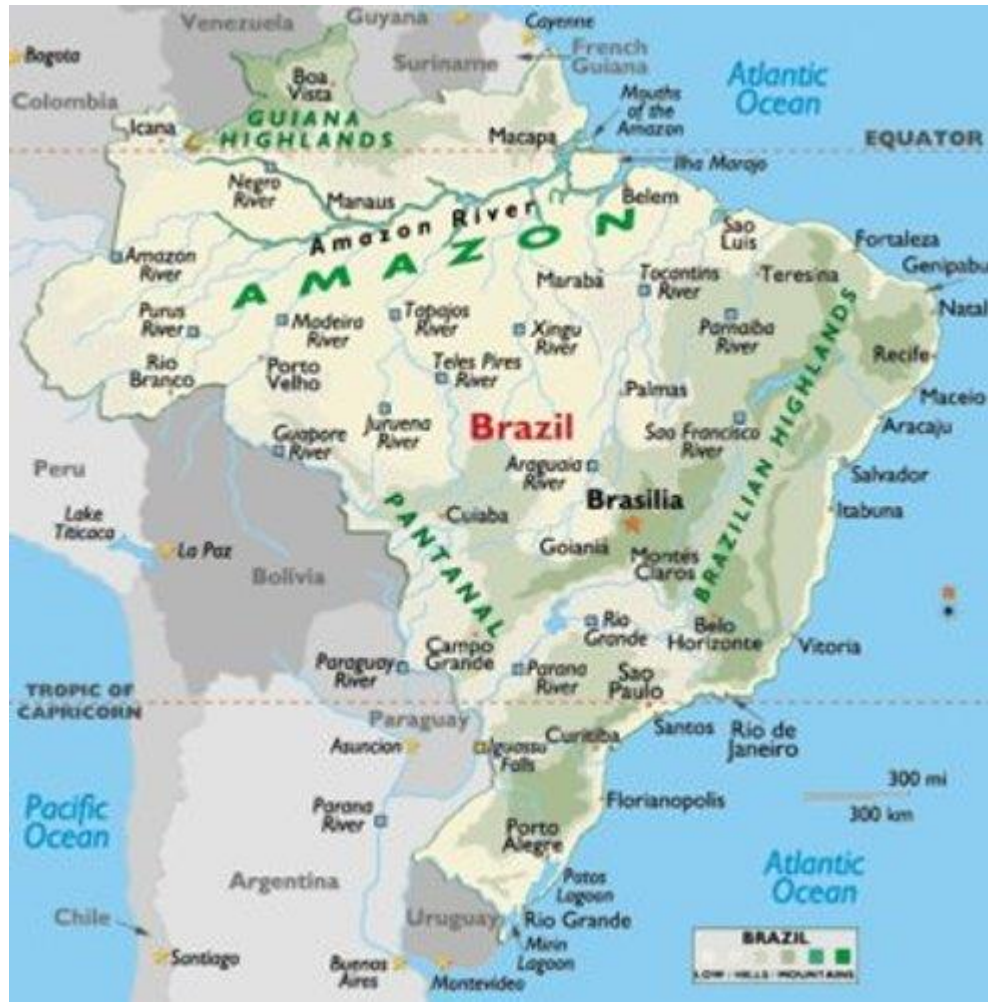 Venezuela
Guyana
Cayenne
Bogota
Suriname
French
Guiana
Boa
Vista
Atlantic
Ocean
Colombia
Mouths
of the
Amazon
Icana
GUIANA
HIGHLANDS
Macapa
EQUATOR
Ilha Marajo
Negro
River
Manaus
Belem
Amazon River
AMAZON
Sao
Luis
Fortaleza
Amazon
River
Maraba
Tocantins
River
Teresina
Genipabu
Purus
River
Madeira
River
Tapajos
River
Xingu
River
Parnaiba
River
Natal
Rio
Branco
Porto
Velho
Teles Pires
River
Recife
Palmas
Maceio
Juruena
River
Brazil
Sao Francisco
River
Aracaju
Guapore
River
BRAZILIAN HIGHLANDS
Peru
Araguaia
River
Salvador
Brasilia
PANTANAL
Cuiaba
Itabuna
Lake
Titicaca
La Paz
Goiania
Montes
Claros
Bolivia
Rio
Grande
Belo
Horizonte
Vitoria
Campo
Grande
Paraguay
River
Parana
River
Sao
Paulo
TROPIC OF
CAPRICORN
Paraguay
Santos
Rio de
Janeiro
Asuncion
Iguassu
Falls
Curitiba
300 mi
300 km
Pacific
Ocean
Parana
River
Florianopolis
Porto
Alegre
Atlantic
Ocean
Argentina
Patos
Lagoon
Chile
Uruguay
Rio Grande
Mirin
Lagoon
Santiago
Buenos
Aires
Montevideo
BRAZIL
LOW - HILLS - MOUNTAINS